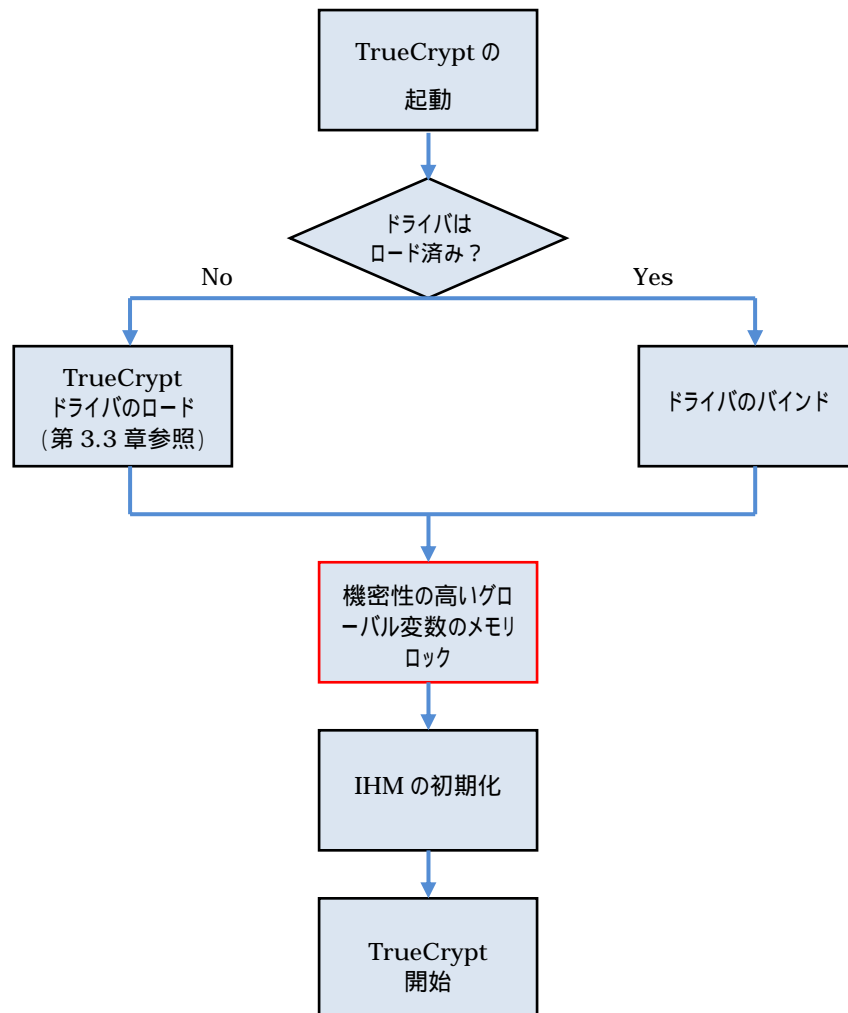 TrueCrypt の
起動
ドライバは
ロード済み？
No
Yes
TrueCrypt
ドライバのロード
(第 3.3 章参照)
ドライバのバインド
機密性の高いグロ
ーバル変数のメモリ
ロック
IHM の初期化
TrueCrypt
開始